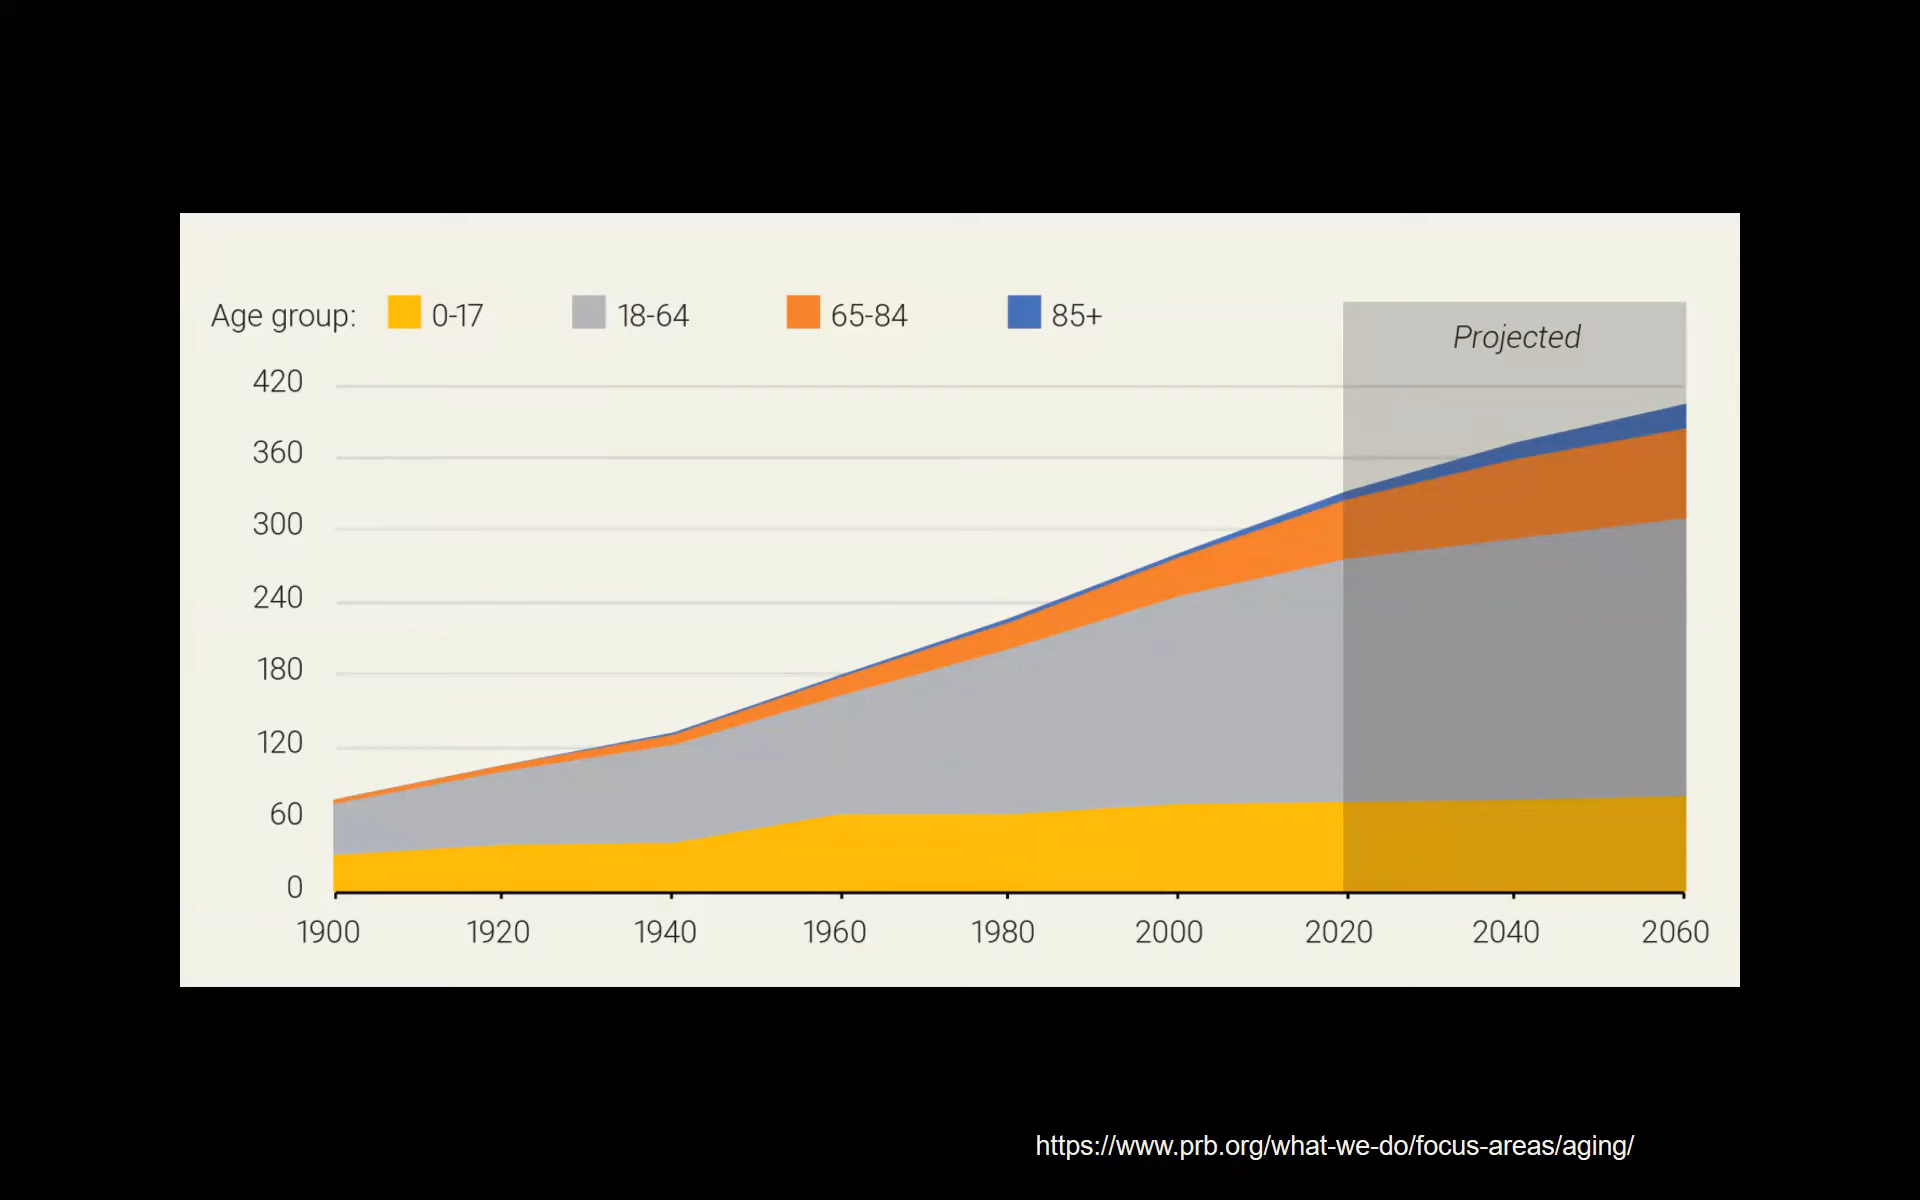 Age group: 0-17 18-64 65-84 85+
Projected
420
360
300
240
180
120
60
0
1900 1920 1940 1960 1980 2000 2020 2040 2060
https://www.prb.org/what-we-do/focus-areas/aging/